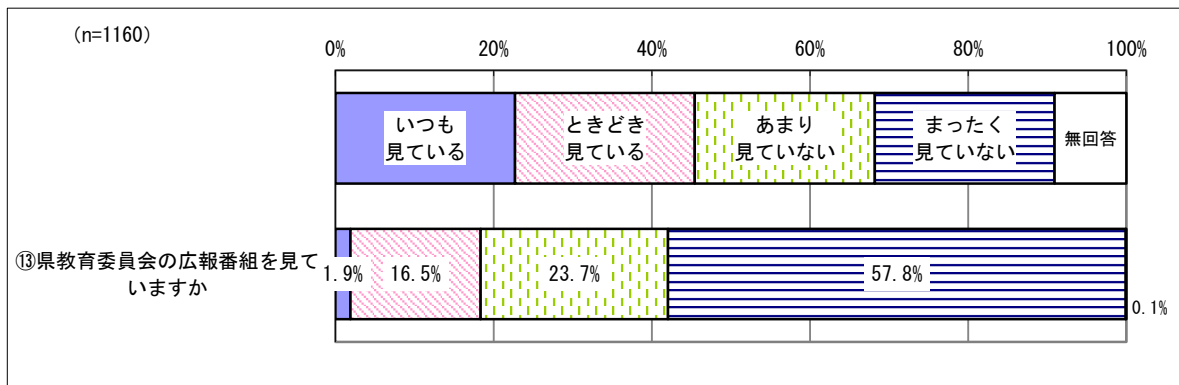 (n=1160)
0% 20% 40% 60% 80% 100%
いつも
見ている
ときどき
見ている
あまり
見ていない
まったく
見ていない
無回答
⑬県教育委員会の広報番組を見て
いますか
1.9% 16.5% 23.7% 57.8% 0.1%